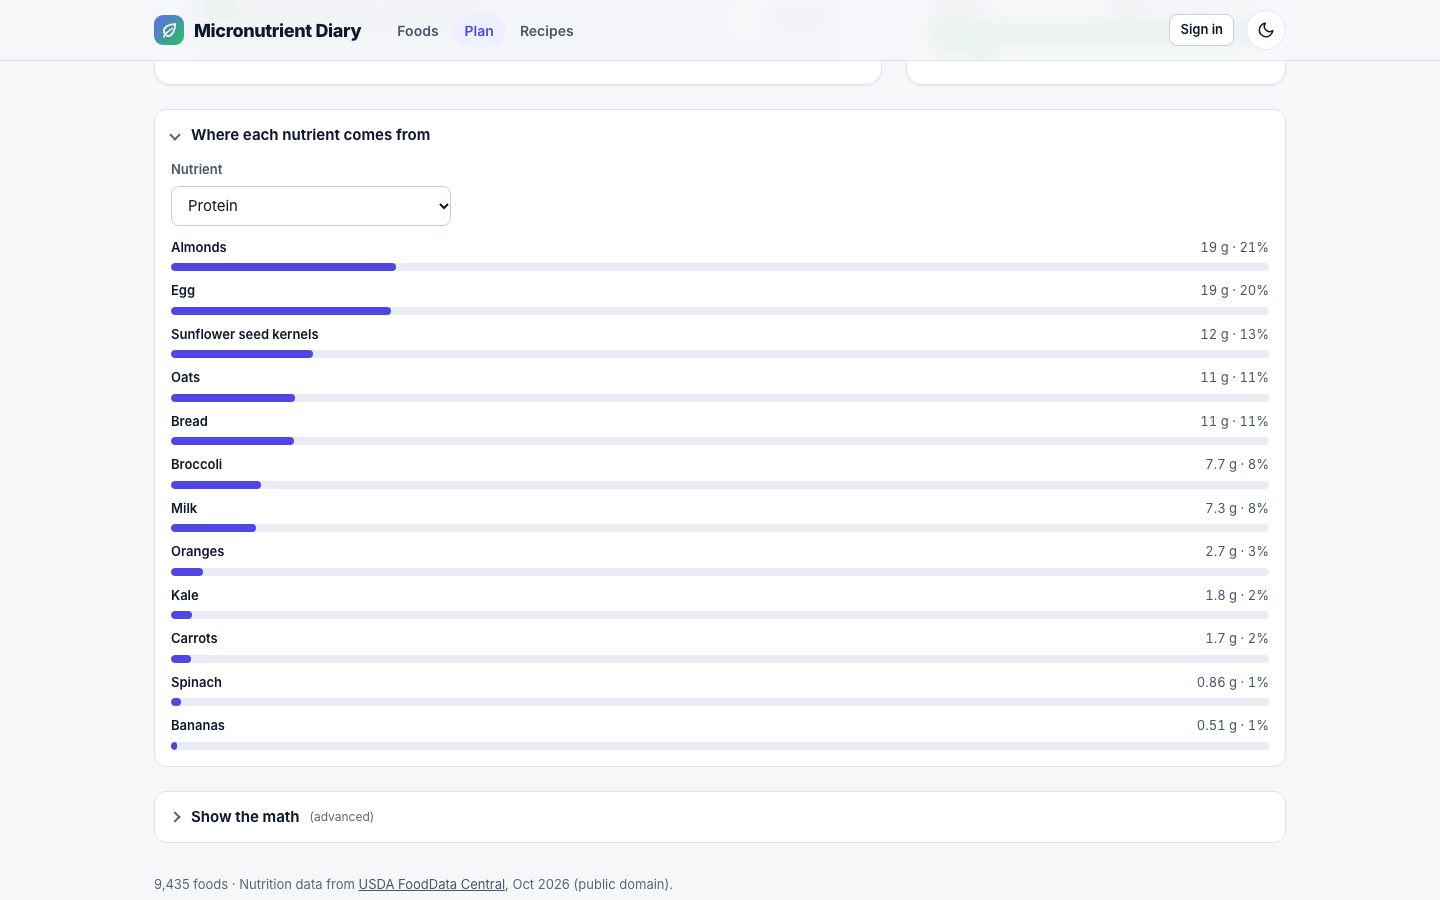 Micronutrient Diary
Foods
Plan
Recipes
Sign in
Where each nutrient comes from
Nutrient
Protein
Almonds 19 g · 21%
Egg 19 g · 20%
Sunflower seed kernels 12 g · 13%
Oats 11 g · 11%
Bread 11 g · 11%
Broccoli 7.7 g · 8%
Milk 7.3 g · 8%
Oranges 2.7 g · 3%
Kale 1.8 g · 2%
Carrots 1.7 g · 2%
Spinach 0.86 g · 1%
Bananas 0.51 g · 1%
Show the math (advanced)
9,435 foods · Nutrition data from USDA FoodData Central, Oct 2026 (public domain).